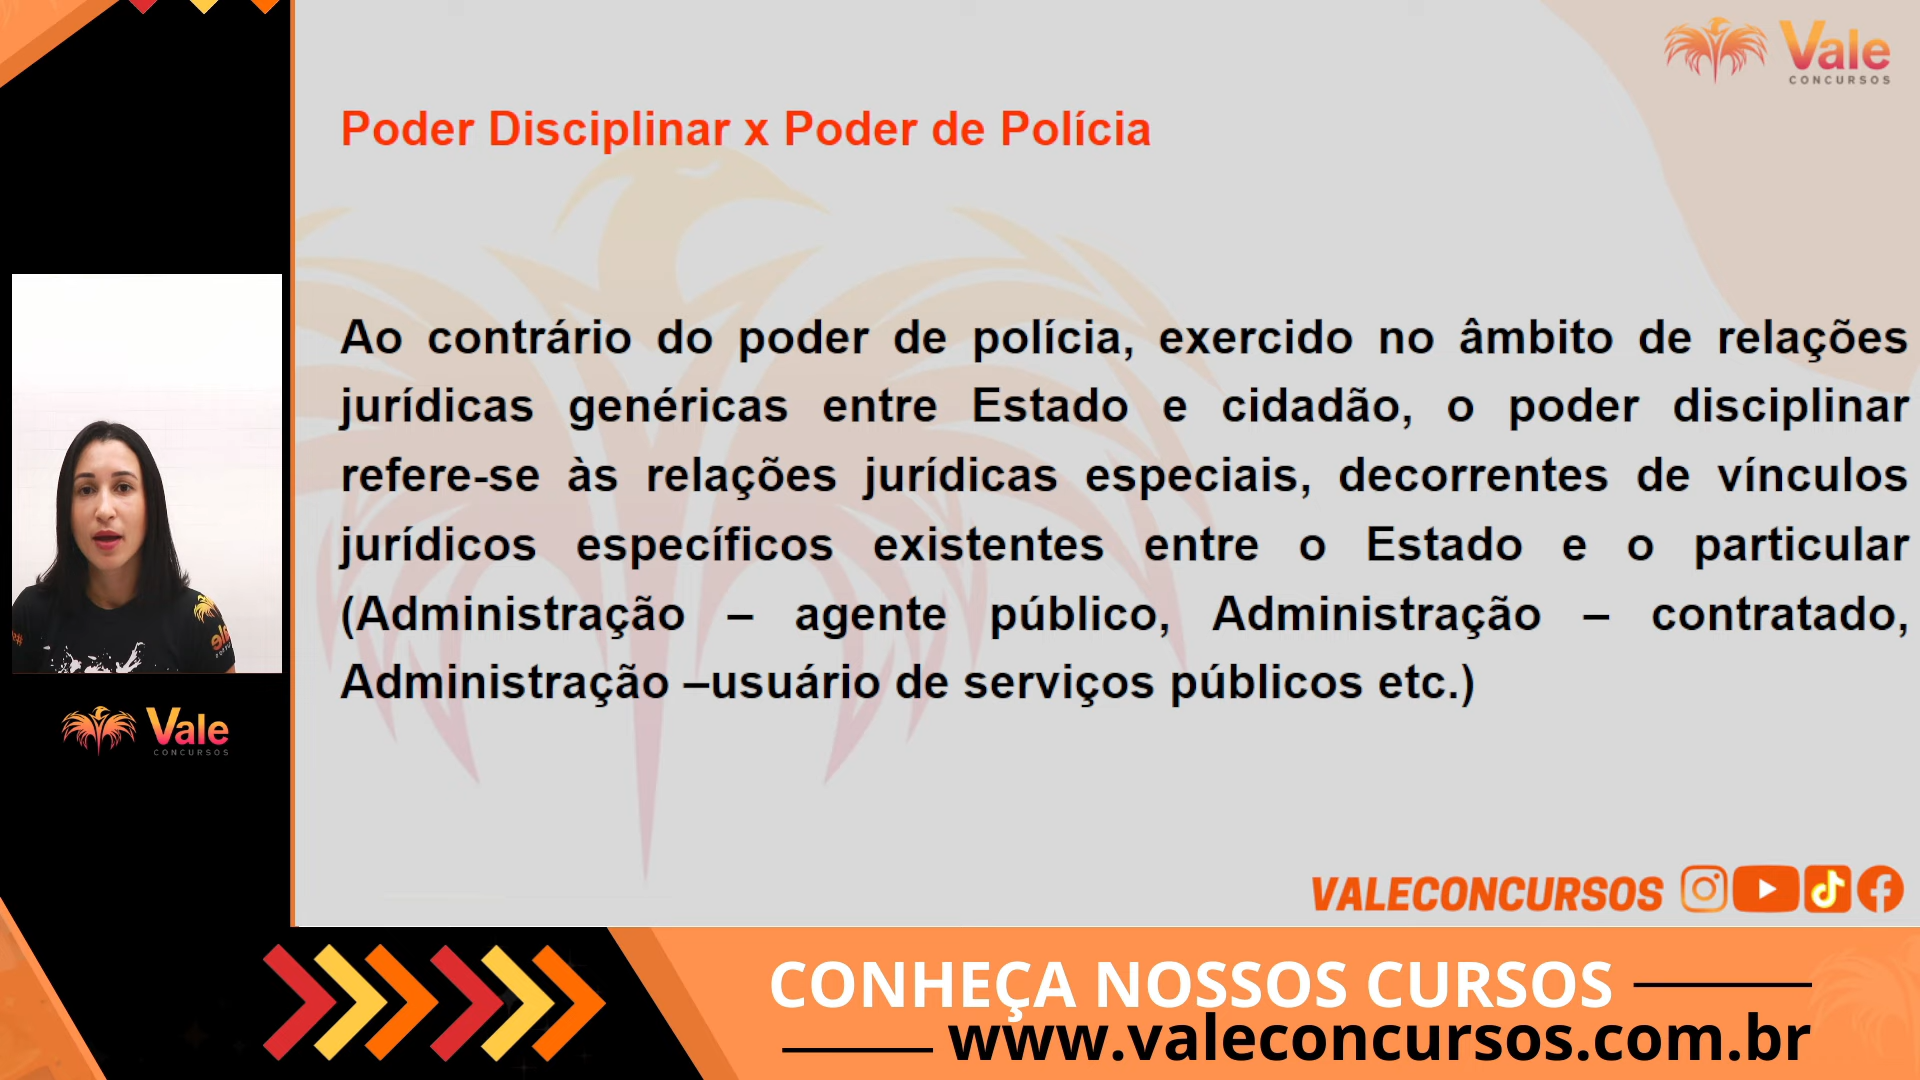 Vale
CONCURSOS
Poder Disciplinar x Poder de Polícia
Ao contrário do poder de polícia, exercido no âmbito de relações
jurídicas genéricas entre Estado e cidadão, o poder disciplinar
refere-se às relações jurídicas especiais, decorrentes de vínculos
jurídicos específicos existentes entre o Estado e o particular
(Administração – agente público, Administração – contratado,
Administração –usuário de serviços públicos etc.)
Vale
CONCURSOS
VALECONCURSOS
CONHEÇA NOSSOS CURSOS
www.valeconcursos.com.br